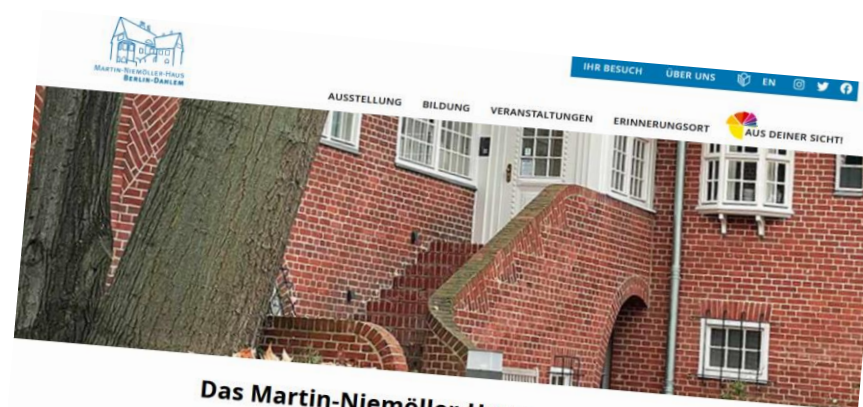 MARTIN-NIEMÖLLER-HAUS
BERLIN-DAHLEM
IHR BESUCH ÜBER UNS EN
AUSSTELLUNG BILDUNG VERANSTALTUNGEN ERINNERUNGSORT AUS DEINER SICHT!
Das Martin-Niemöller